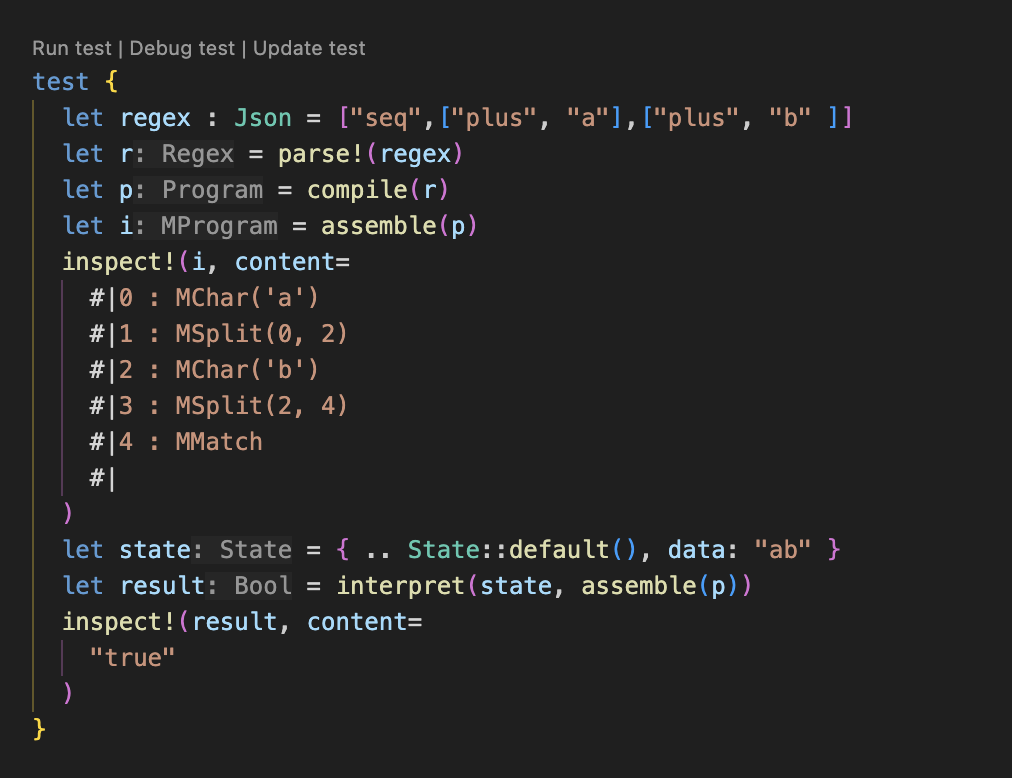 Run test | Debug test | Update test
test {
  let regex : Json = ["seq",["plus", "a"],["plus", "b" ]]
  let r: Regex = parse!(regex)
  let p: Program = compile(r)
  let i: MProgram = assemble(p)
  inspect!(i, content=
    #|0 : MChar('a')
    #|1 : MSplit(0, 2)
    #|2 : MChar('b')
    #|3 : MSplit(2, 4)
    #|4 : MMatch
    #|
  )
  let state: State = { .. State::default(), data: "ab" }
  let result: Bool = interpret(state, assemble(p))
  inspect!(result, content=
    "true"
  )
}